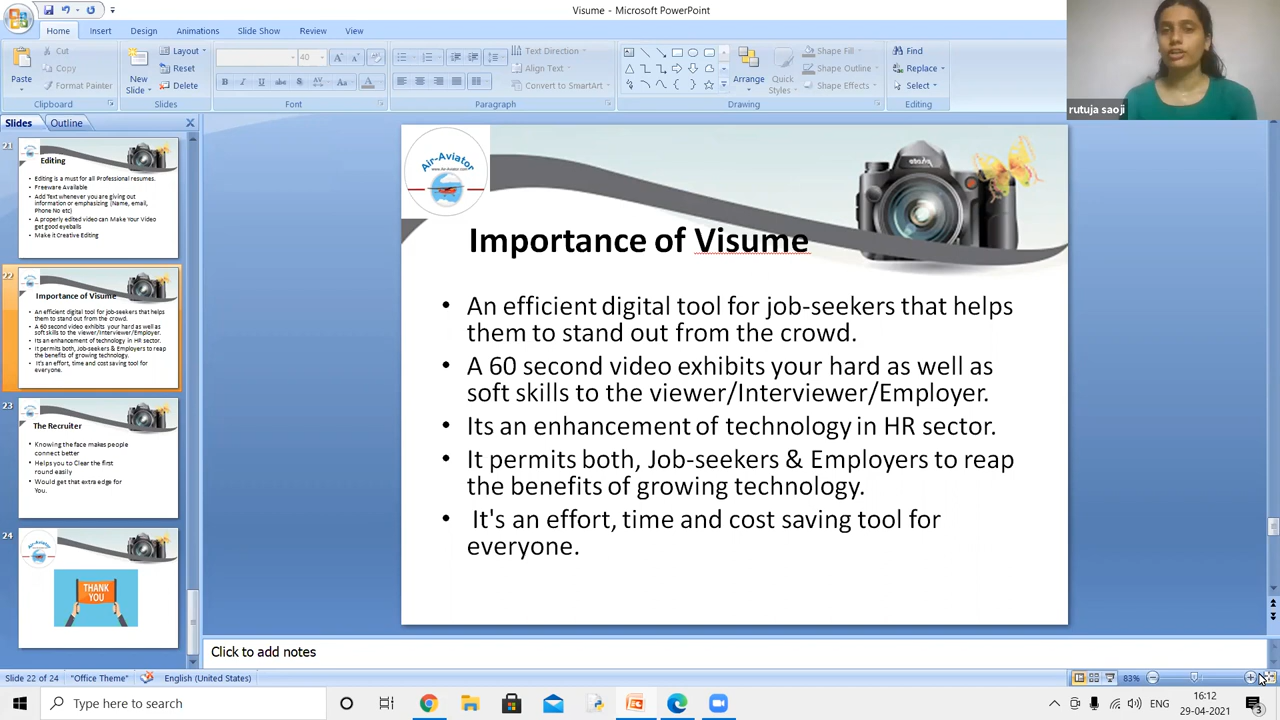 Visume - Microsoft PowerPoint
Home
Insert
Design
Animations
Slide Show
Review
View
Paste
Cut
Copy
Format Painter
Clipboard
New
Slide
Layout
Reset
Delete
Slides
40
Font
Text Direction
Align Text
Convert to SmartArt
Paragraph
Arrange
Quick
Styles
Shape Fill
Shape Outline
Shape Effects
Drawing
Find
Replace
Select
Editing
rutuja saoji
Slides
Outline
21
Editing
• Editing is a must for all Professional resumes.
• Freeware Available
• Add Text whenever you are giving out
information or emphasizing (Name, email,
Phone No etc)
• A properly edited video can Make Your Video
get good eyeballs
• Make it Creative Editing
22
Importance of Visume
• An efficient digital tool for job-seekers that helps
them to stand out from the crowd.
• A 60 second video exhibits your hard as well as
soft skills to the viewer/Interviewer/Employer.
• Its an enhancement of technology in HR sector.
• It permits both, Job-seekers & Employers to reap
the benefits of growing technology.
• It's an effort, time and cost saving tool for
everyone.
23
The Recruiter
• Knowing the face makes people
connect better
• Helps you to Clear the first
round easily
• Would get that extra edge for
You.
24
THANK
YOU
Air-Aviator
www.Air-Aviator.com
Importance of Visume
• An efficient digital tool for job-seekers that helps
them to stand out from the crowd.
• A 60 second video exhibits your hard as well as
soft skills to the viewer/Interviewer/Employer.
• Its an enhancement of technology in HR sector.
• It permits both, Job-seekers & Employers to reap
the benefits of growing technology.
• It's an effort, time and cost saving tool for
everyone.
Click to add notes
Slide 22 of 24
"Office Theme"
English (United States)
83%
Type here to search
ENG
16:12
29-04-2021
3